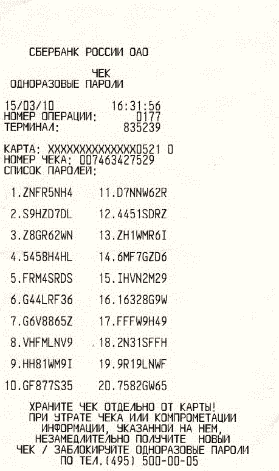 СБЕРБАНК РОССИИ ОАО
ЧЕК
ОДНОРАЗОВЫЕ ПАРОЛИ
15/03/10 16:31:56
НОМЕР ОПЕРАЦИИ: 0177
ТЕРМИНАЛ: 835239
КАРТА: XXXXXXXXXXXXXX0521 0
НОМЕР ЧЕКА: 007463427529
СПИСОК ПАРОЛЕЙ:
1.ZNFR5NH4 11.D7NNW62R
2.S9HZD7DL 12.4451SDRZ
3.Z8GR62WN 13.ZH1WMR6I
4.5458H4HL 14.6MF7GZD6
5.FRM4SRDS 15.IHVN2M29
6.G44LRF36 16.16328G9W
7.G6V8865Z 17.FFFW9H49
8.VHFMLNV9 18.2N31SFFH
9.HH81WM9I 19.9R19LNWF
10.GF877S35 20.7582GW65
ХРАНИТЕ ЧЕК ОТДЕЛЬНО ОТ КАРТЫ!
ПРИ УТРАТЕ ЧЕКА ИЛИ КОМПРОМЕТАЦИИ
ИНФОРМАЦИИ, УКАЗАННОЙ НА НЕМ,
НЕЗАМЕДЛИТЕЛЬНО ПОЛУЧИТЕ НОВЫЙ
ЧЕК / ЗАБЛОКИРУЙТЕ ОДНОРАЗОВЫЕ ПАРОЛИ
ПО ТЕЛ.(495) 500-00-05